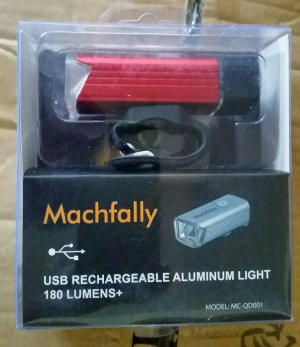 Machfally
USB RECHARGEABLE ALUMINUM LIGHT
180 LUMENS+
MODEL: MC-QD001